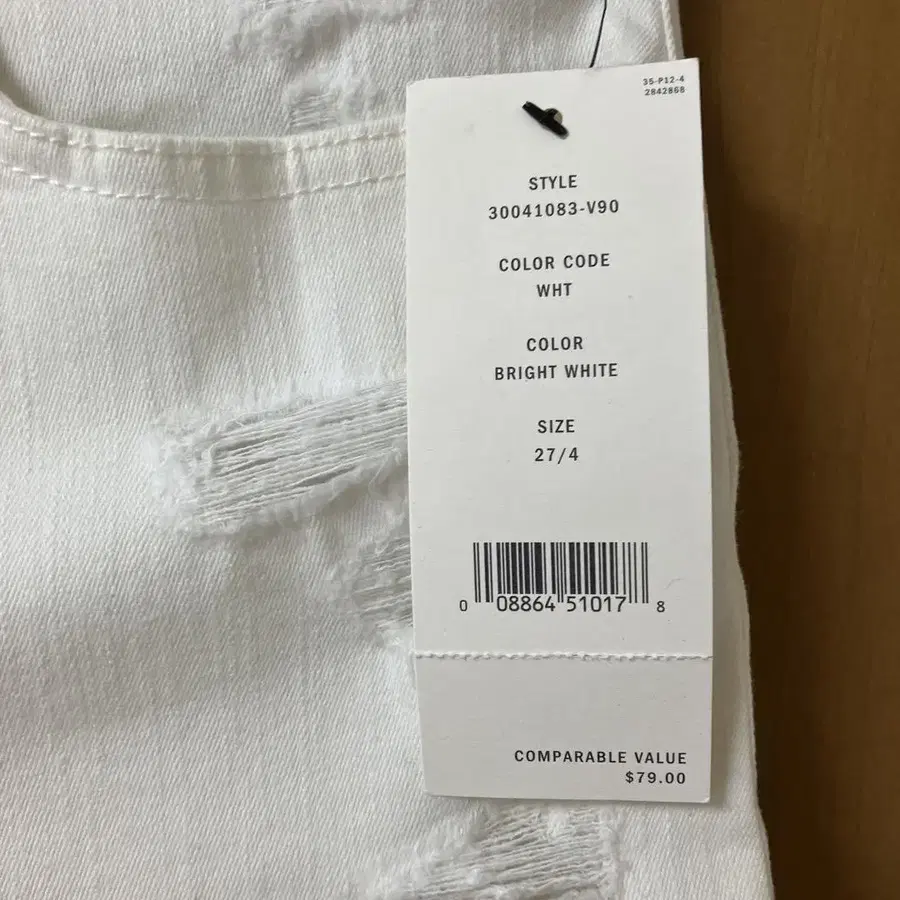 35-P12-4
2842868
STYLE
30041083-V90
COLOR CODE
WHT
COLOR
BRIGHT WHITE
SIZE
27/4
0 08864 51017 8
COMPARABLE VALUE
$79.00